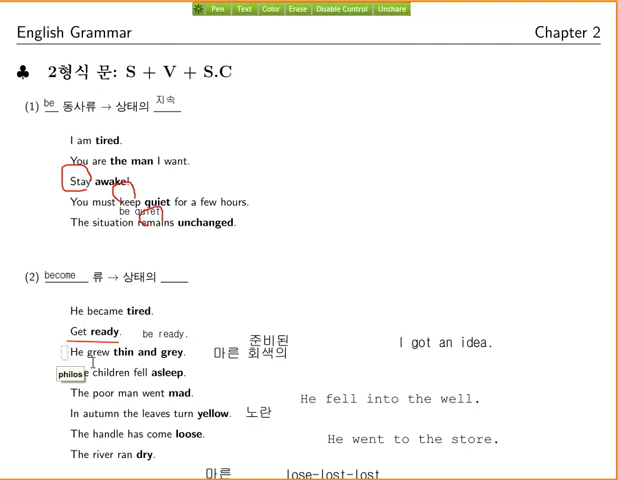 Pen Text Color Erase Disable Control Unshare
English Grammar Chapter 2
♣ 2형식 문: S + V + S.C
(1) be 동사류 → 상태의 지속
I am tired.
You are the man I want.
Stay awake!
You must keep quiet for a few hours.
be quiet
The situation remains unchanged.
(2) become 류 → 상태의 ____
He became tired.
Get ready. be ready. 준비된 I got an idea.
He grew thin and grey. 마른 회색의
philos
children fell asleep.
The poor man went mad. He fell into the well.
In autumn the leaves turn yellow. 노란
The handle has come loose. He went to the store.
The river ran dry.
마른 lose-lost-lost